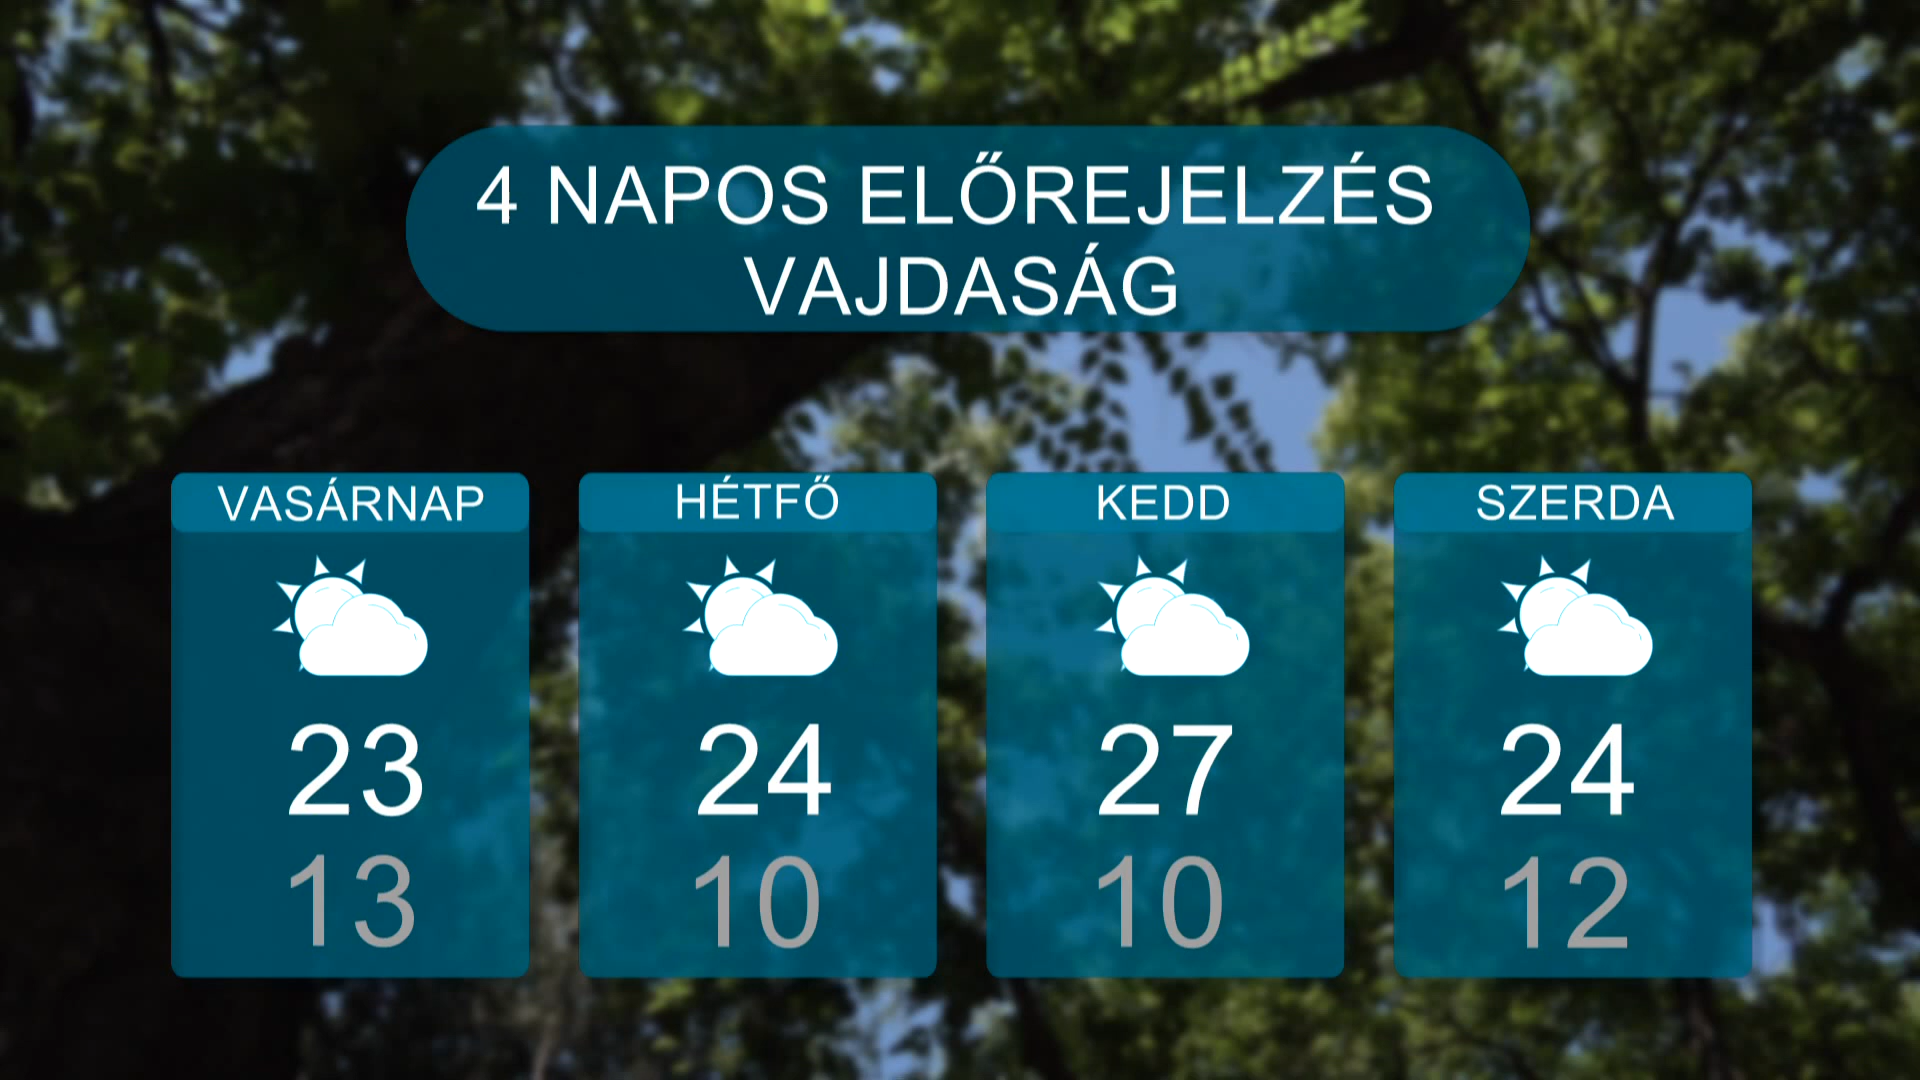 4 NAPOS ELŐREJELZÉS
VAJDASÁG
VASÁRNAP
23
13
HÉTFŐ
24
10
KEDD
27
10
SZERDA
24
12